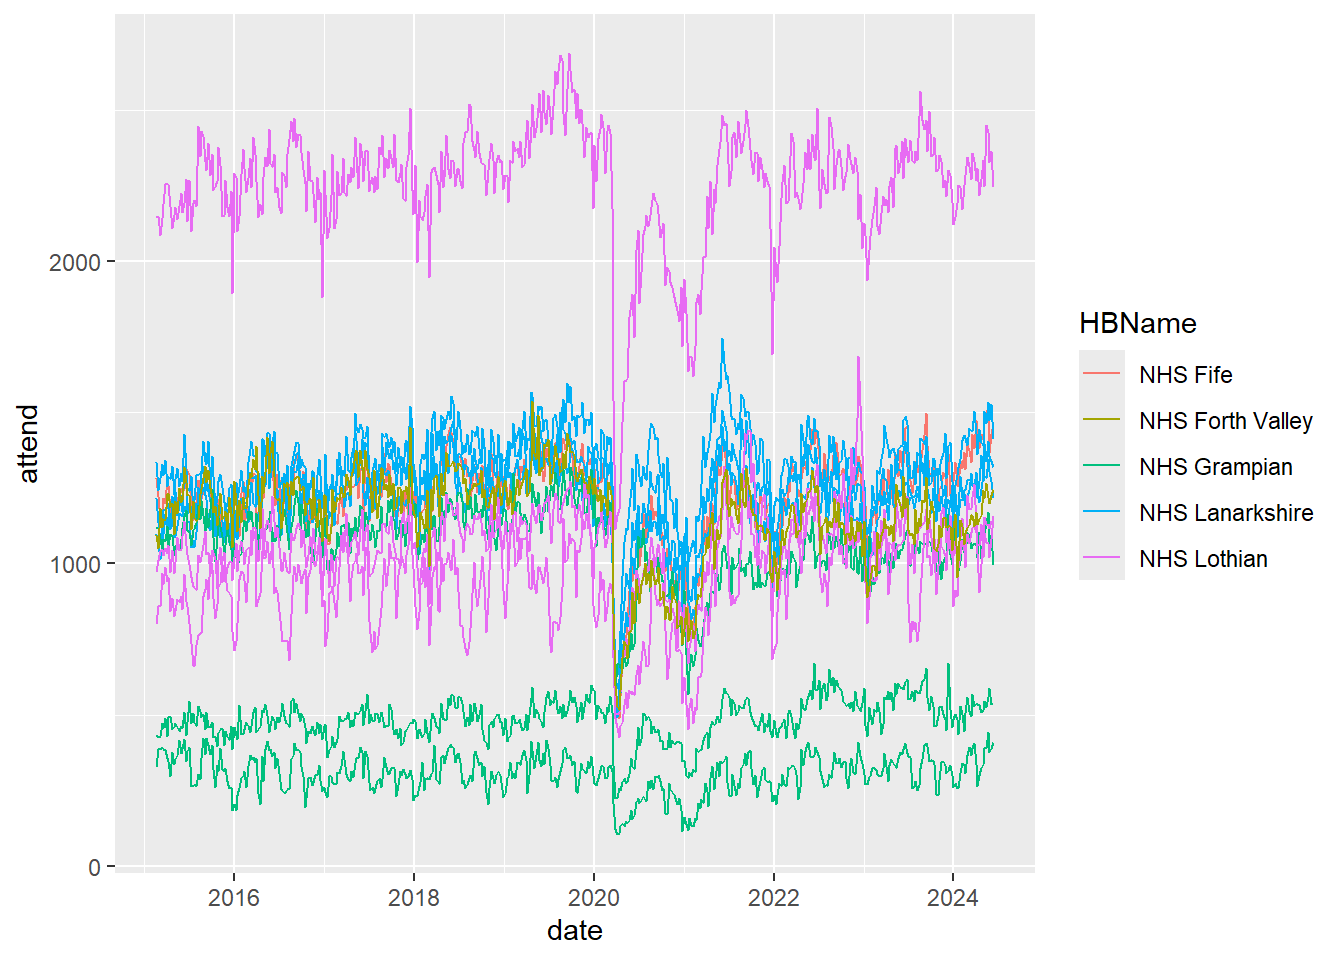 attend
2000
1000
0
2016
2018
2020
2022
2024
date
HBName
NHS Fife
NHS Forth Valley
NHS Grampian
NHS Lanarkshire
NHS Lothian